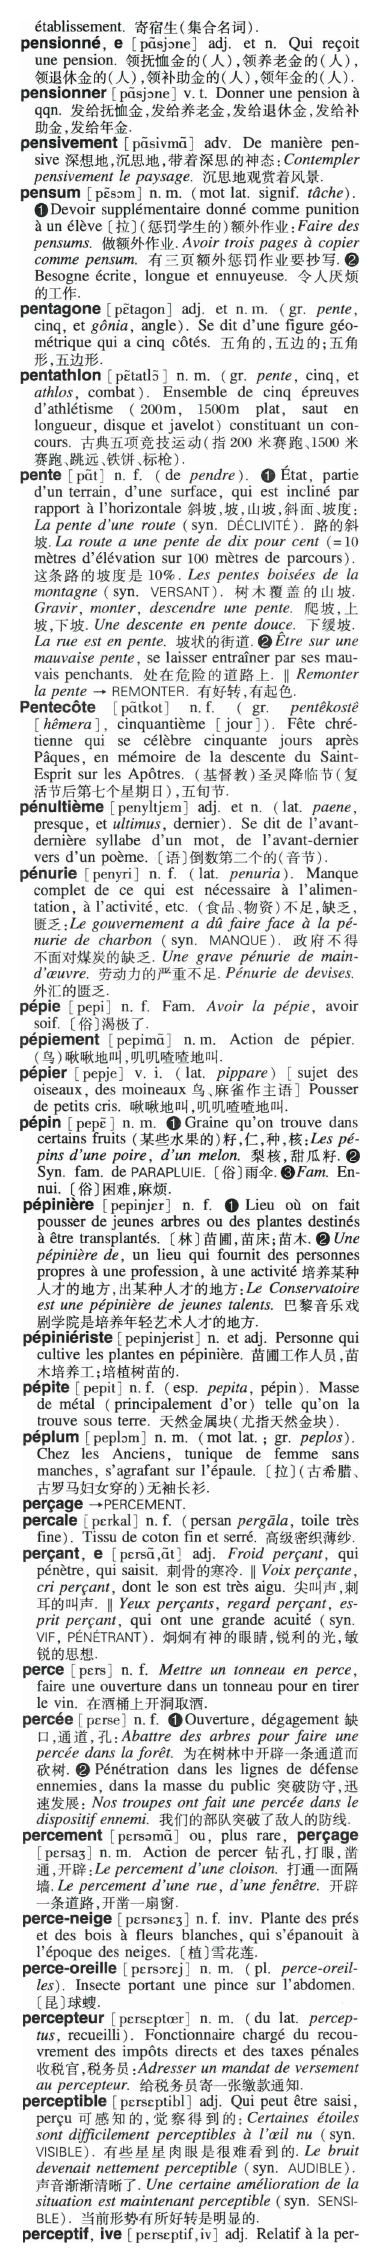 établissement. 寄宿生(集合名词).
pensionné, e [pɑ̃sjɔne] adj. et n. Qui reçoit
une pension. 领抚恤金的(人),领养老金的(人),
领退休金的(人),领补助金的(人),领年金的(人).
pensionner [pɑ̃sjɔne] v. t. Donner une pension à
qqn. 发给抚恤金,发给养老金,发给退休金,发给补
助金,发给年金.
pensivement [pɑ̃sivmɑ̃] adv. De manière pen-
sive 深想地,沉思地,带着深思的神态:Contempler
pensivement le paysage. 沉思地观赏着风景.
pensum [pɛ̃sɔm] n. m. (mot lat. signif. tâche).
❶Devoir supplémentaire donné comme punition
à un élève [拉](惩罚学生的)额外作业:Faire des
pensums. 做额外作业. Avoir trois pages à copier
comme pensum. 有三页额外惩罚作业要抄写. ❷
Besogne écrite, longue et ennuyeuse. 令人厌烦
的工作.
pentagone [pɛ̃tagɔn] adj. et n. m. (gr. pente,
cinq, et gônia, angle). Se dit d'une figure géo-
métrique qui a cinq côtés. 五角的,五边的;五角
形,五边形.
pentathlon [pɛ̃tatlɔ̃] n. m. (gr. pente, cinq, et
athlos, combat). Ensemble de cinq épreuves
d'athlétisme (200m, 1500m plat, saut en
longueur, disque et javelot) constituant un con-
cours. 古典五项竞技运动(指 200 米赛跑、1500 米
赛跑、跳远、铁饼、标枪).
pente [pɑ̃t] n. f. (de pendre). ❶ État, partie
d'un terrain, d'une surface, qui est incliné par
rapport à l'horizontale 斜坡,坡,山坡,斜面、坡度:
La pente d'une route (syn. DÉCLIVITÉ). 路的斜
坡. La route a une pente de dix pour cent (=10
mètres d'élévation sur 100 mètres de parcours).
这条路的坡度是 10%. Les pentes boisées de la
montagne (syn. VERSANT). 树木覆盖的山坡.
Gravir, monter, descendre une pente. 爬坡,上
坡,下坡. Une descente en pente douce. 下缓坡.
La rue est en pente. 坡状的街道. ❷Être sur une
mauvaise pente, se laisser entraîner par ses mau-
vais penchants. 处在危险的道路上. ‖ Remonter
la pente → REMONTER. 有好转,有起色.
Pentecôte [pɑ̃tkot] n. f. ( gr. pentêkostê
[hêmera], cinquantième [jour]). Fête chré-
tienne qui se célèbre cinquante jours après
Pâques, en mémoire de la descente du Saint-
Esprit sur les Apôtres. (基督教)圣灵降临节(复
活节后第七个星期日),五旬节.
pénultième [penyltjɛm] adj. et n. (lat. paene,
presque, et ultimus, dernier). Se dit de l'avant-
dernière syllabe d'un mot, de l'avant-dernier
vers d'un poème. [语]倒数第二个的(音节).
pénurie [penyri] n. f. (lat. penuria). Manque
complet de ce qui est nécessaire à l'alimen-
tation, à l'activité, etc. (食品、物资)不足,缺乏,
匮乏:Le gouvernement a dû faire face à la pé-
nurie de charbon (syn. MANQUE). 政府不得
不面对煤炭的缺乏. Une grave pénurie de main-
d'œuvre. 劳动力的严重不足. Pénurie de devises.
外汇的匮乏.
pépie [pepi] n. f. Fam. Avoir la pépie, avoir
soif. [俗]渴极了.
pépiement [pepimɑ̃] n. m. Action de pépier.
(鸟)啾啾地叫,叽叽喳喳地叫.
pépier [pepje] v. i. (lat. pippare) [ sujet des
oiseaux, des moineaux 鸟、麻雀作主语] Pousser
de petits cris. 啾啾地叫,叽叽喳喳地叫.
pépin [pepɛ̃] n. m. ❶ Graine qu'on trouve dans
certains fruits (某些水果的)籽,仁,种,核:Les pé-
pins d'une poire, d'un melon. 梨核,甜瓜籽. ❷
Syn. fam. de PARAPLUIE. [俗]雨伞. ❸Fam. En-
nui. [俗]困难,麻烦.
pépinière [pepinjɛr] n. f. ❶ Lieu où on fait
pousser de jeunes arbres ou des plantes destinés
à être transplantés. [林]苗圃,苗床;苗木. ❷ Une
pépinière de, un lieu qui fournit des personnes
propres à une profession, à une activité 培养某种
人才的地方,出某种人才的地方: Le Conservatoire
est une pépinière de jeunes talents. 巴黎音乐戏
剧学院是培养年轻艺术人才的地方.
pépiniériste [pepinjerist] n. et adj. Personne qui
cultive les plantes en pépinière. 苗圃工作人员,苗
木培养工;培植树苗的.
pépite [pepit] n. f. (esp. pepita, pépin). Masse
de métal (principalement d'or) telle qu'on la
trouve sous terre. 天然金属块(尤指天然金块).
péplum [peplɔm] n. m. (mot lat. ; gr. peplos).
Chez les Anciens, tunique de femme sans
manches, s'agrafant sur l'épaule. [拉](古希腊、
古罗马妇女穿的)无袖长衫.
perçage →PERCEMENT.
percale [pɛrkal] n. f. (persan pergāla, toile très
fine). Tissu de coton fin et serré. 高级密织薄纱.
perçant, e [pɛrsɑ̃,ɑ̃t] adj. Froid perçant, qui
pénètre, qui saisit. 刺骨的寒冷. ‖ Voix perçante,
cri perçant, dont le son est très aigu. 尖叫声,刺
耳的叫声. ‖ Yeux perçants, regard perçant, es-
prit perçant, qui ont une grande acuité (syn.
VIF, PÉNÉTRANT). 炯炯有神的眼睛,锐利的光,敏
锐的思想.
perce [pɛrs] n. f. Mettre un tonneau en perce,
faire une ouverture dans un tonneau pour en tirer
le vin. 在酒桶上开洞取酒.
percée [pɛrse] n. f. ❶Ouverture, dégagement 缺
口,通道,孔:Abattre des arbres pour faire une
percée dans la forêt. 为在树林中开辟一条通道而
砍树. ❷ Pénétration dans les lignes de défense
ennemies, dans la masse du public 突破防守,迅
速发展: Nos troupes ont fait une percée dans le
dispositif ennemi. 我们的部队突破了敌人的防线.
percement [pɛrsəmɑ̃] ou, plus rare, perçage
[pɛrsaʒ] n. m. Action de percer 钻孔,打眼,凿
通,开辟:Le percement d'une cloison. 打通一面隔
墙. Le percement d'une rue, d'une fenêtre. 开辟
一条道路,开凿一扇窗.
perce-neige [pɛrsənɛʒ] n. f. inv. Plante des prés
et des bois à fleurs blanches, qui s'épanouit à
l'époque des neiges. [植]雪花莲.
perce-oreille [pɛrsɔrɛj] n. m. (pl. perce-oreil-
les). Insecte portant une pince sur l'abdomen.
[昆]球螋.
percepteur [pɛrsɛptœr] n. m. (du lat. percep-
tus, recueilli). Fonctionnaire chargé du recou-
vrement des impôts directs et des taxes pénales
收税官,税务员:Adresser un mandat de versement
au percepteur. 给税务员寄一张缴款通知.
perceptible [pɛrsɛptibl] adj. Qui peut être saisi,
perçu 可感知的,觉察得到的: Certaines étoiles
sont difficilement perceptibles à l'œil nu (syn.
VISIBLE). 有些星星肉眼是很难看到的. Le bruit
devenait nettement perceptible (syn. AUDIBLE).
声音渐渐清晰了. Une certaine amélioration de la
situation est maintenant perceptible (syn. SENSI-
BLE). 当前形势有所好转是明显的.
perceptif, ive [pɛrsɛptif,iv] adj. Relatif à la per-